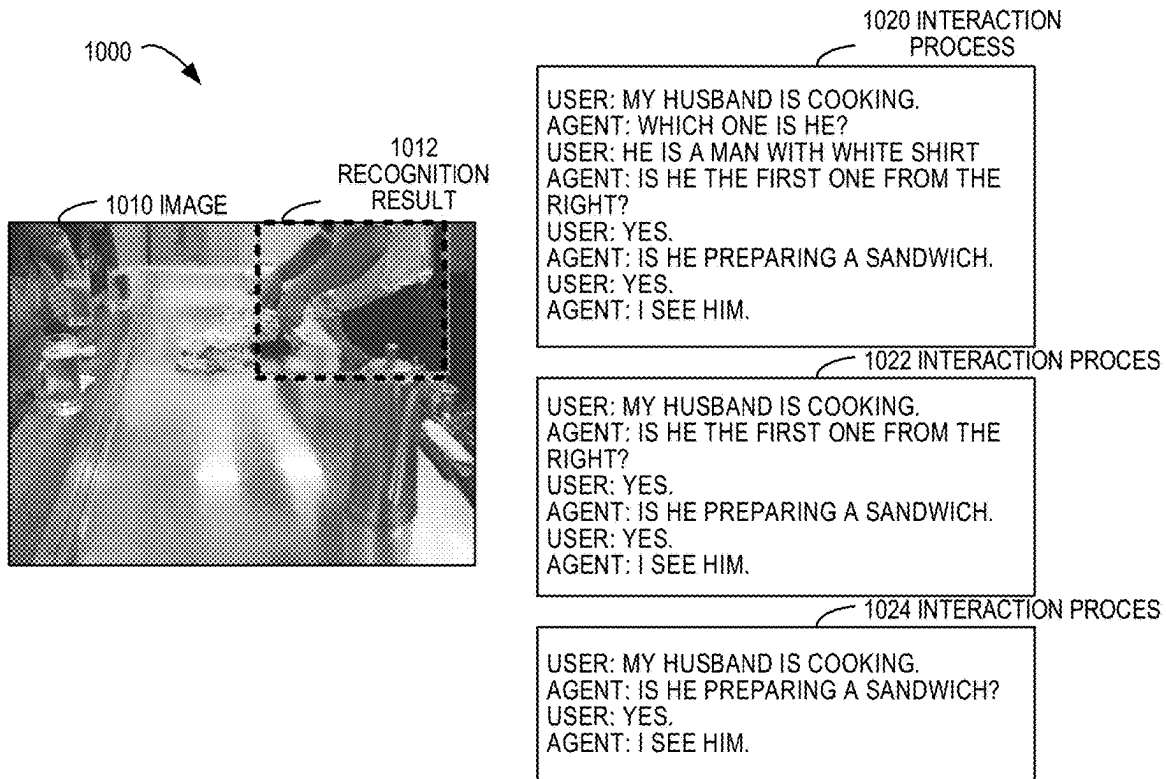 1000
1010 IMAGE
1012
RECOGNITION
RESULT
1020 INTERACTION
PROCESS
USER: MY HUSBAND IS COOKING.
AGENT: WHICH ONE IS HE?
USER: HE IS A MAN WITH WHITE SHIRT
AGENT: IS HE THE FIRST ONE FROM THE
RIGHT?
USER: YES.
AGENT: IS HE PREPARING A SANDWICH.
USER: YES.
AGENT: I SEE HIM.
1022 INTERACTION PROCES
USER: MY HUSBAND IS COOKING.
AGENT: IS HE THE FIRST ONE FROM THE
RIGHT?
USER: YES.
AGENT: IS HE PREPARING A SANDWICH.
USER: YES.
AGENT: I SEE HIM.
1024 INTERACTION PROCES
USER: MY HUSBAND IS COOKING.
AGENT: IS HE PREPARING A SANDWICH?
USER: YES.
AGENT: I SEE HIM.